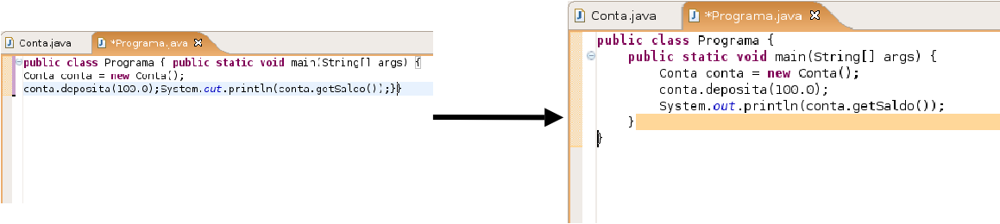 Conta.java *Programa.java
public class Programa { public static void main(String[] args) {
Conta conta = new Conta();
conta.deposita(100.0);System.out.println(conta.getSaldo());}}
Conta.java *Programa.java
public class Programa {
public static void main(String[] args) {
Conta conta = new Conta();
conta.deposita(100.0);
System.out.println(conta.getSaldo());
}
}